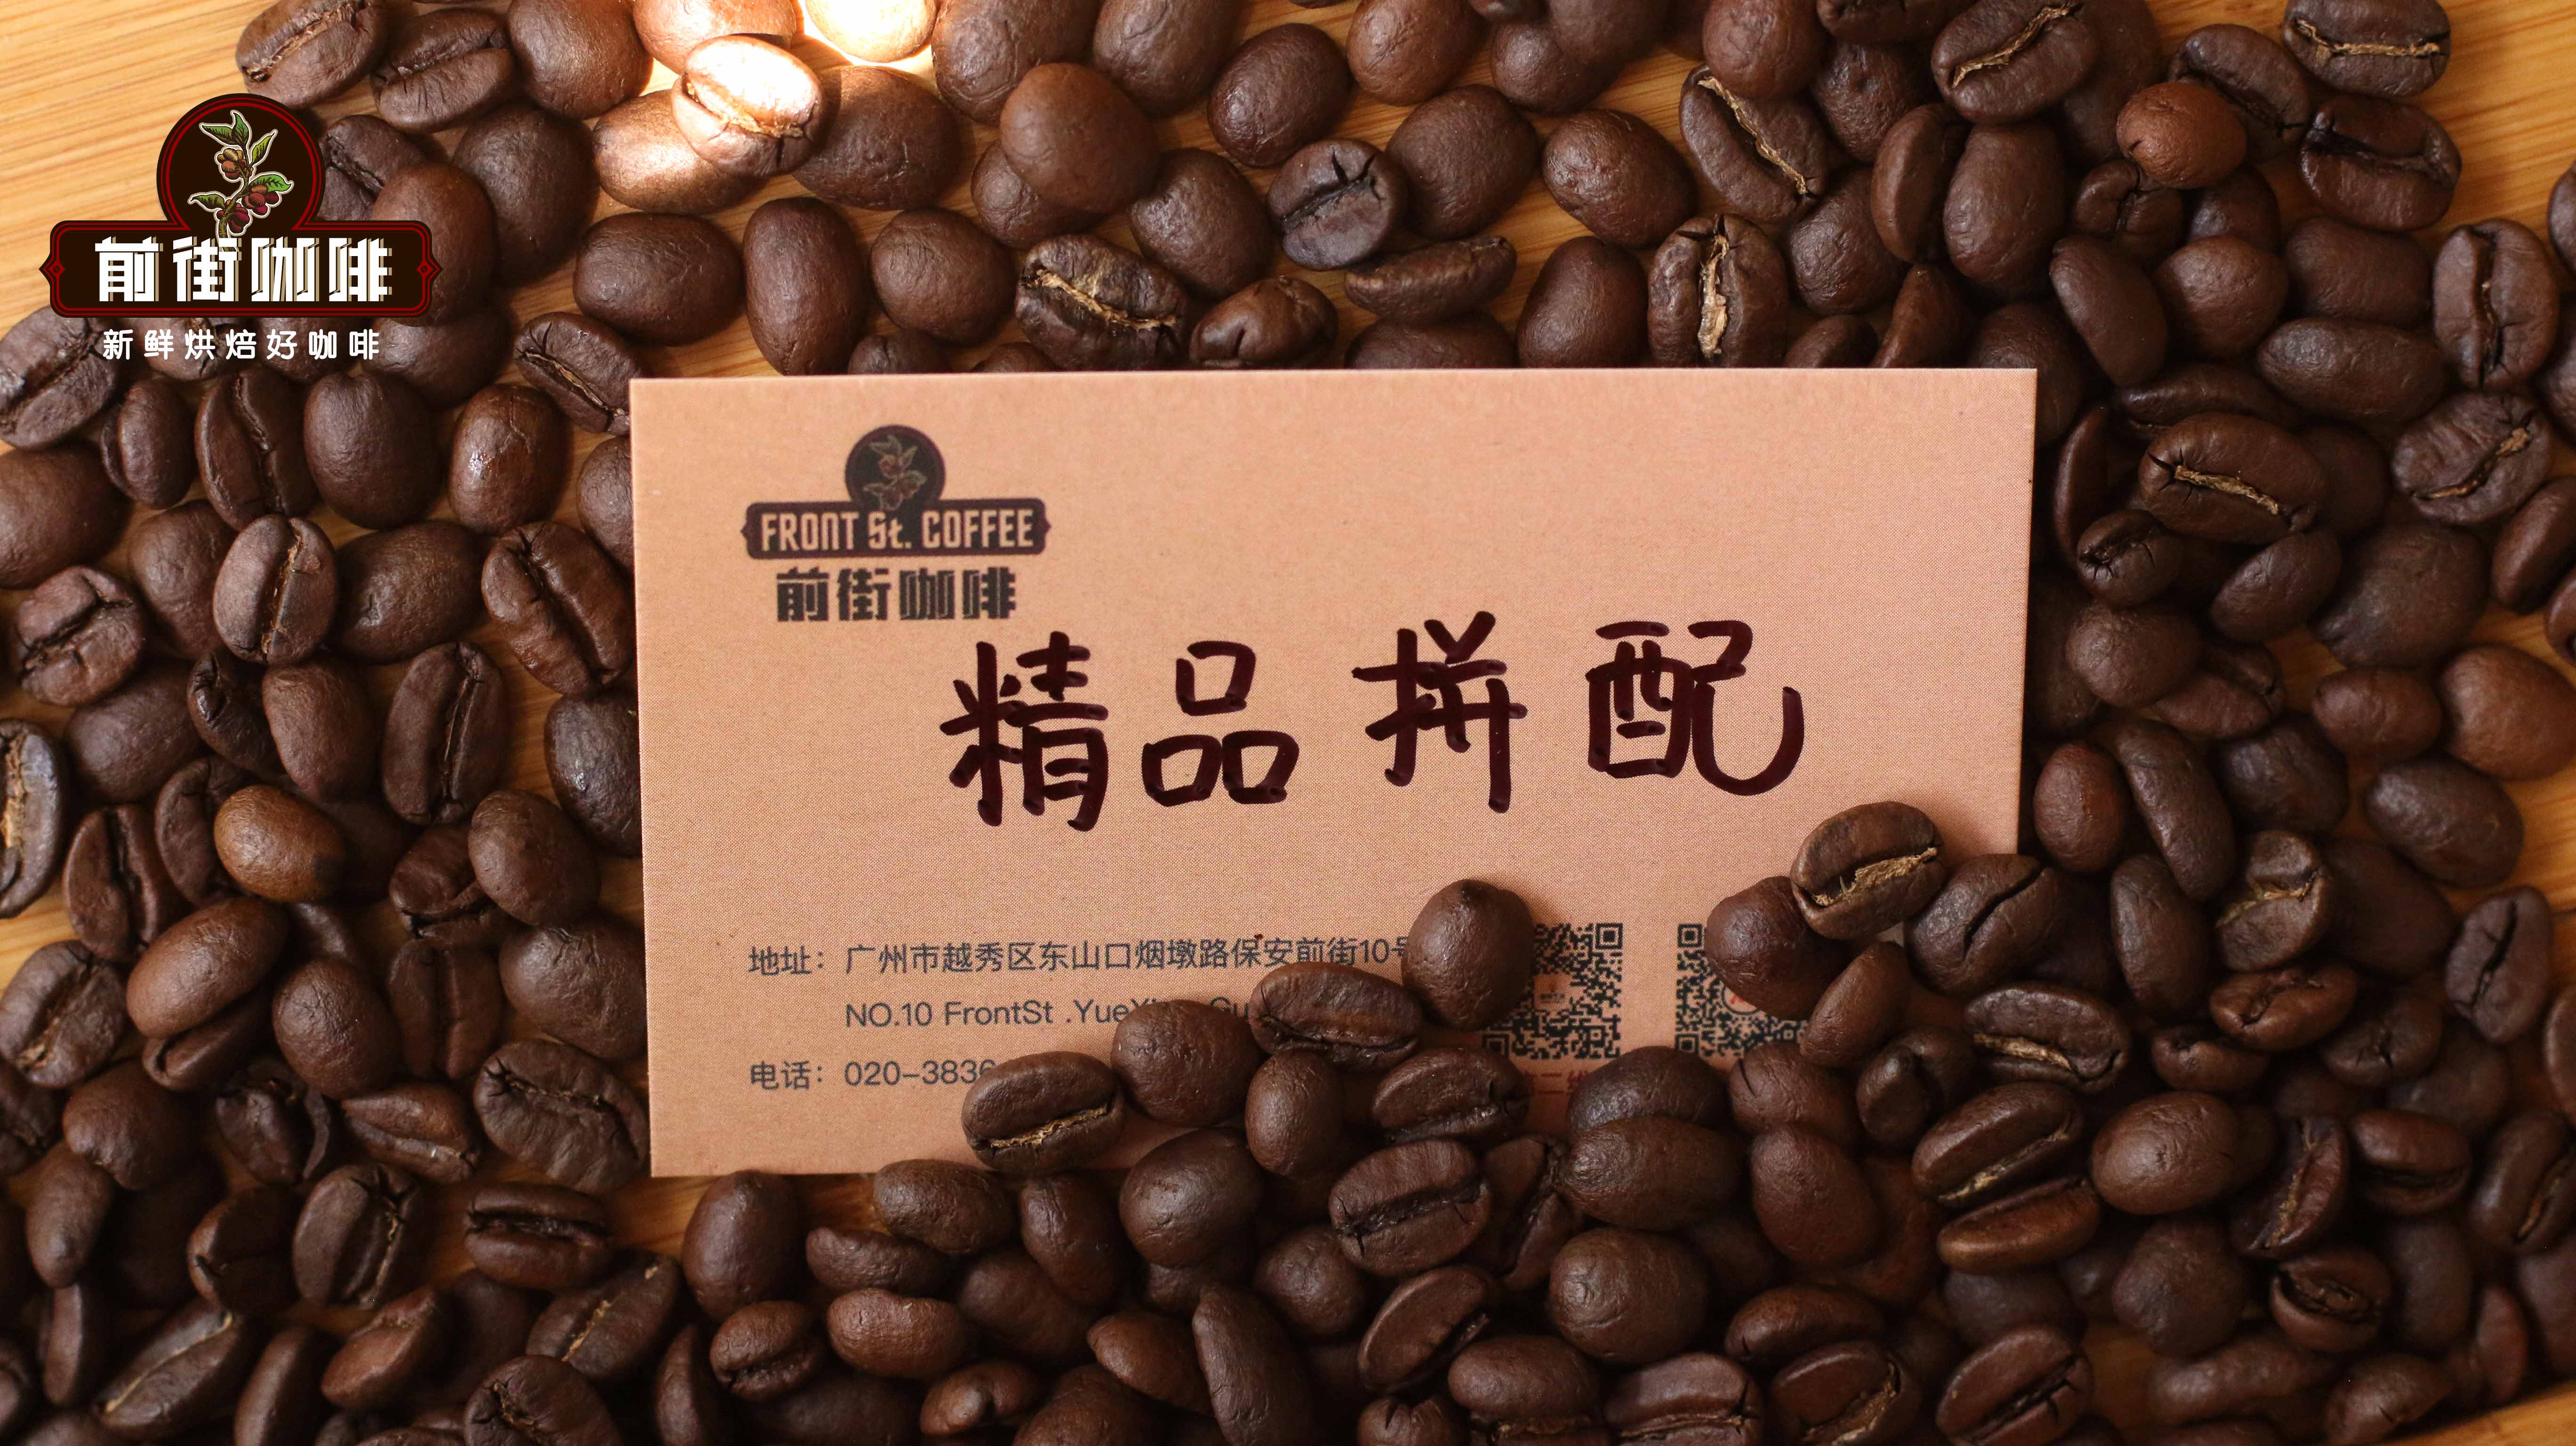 前街咖啡
新鲜烘焙好咖啡
FRONT St. COFFEE
前街咖啡
精品拼配
地址：广州市越秀区东山口烟墩路保安前街10号
NO.10 FrontSt .YueXiu
电话：020-3836